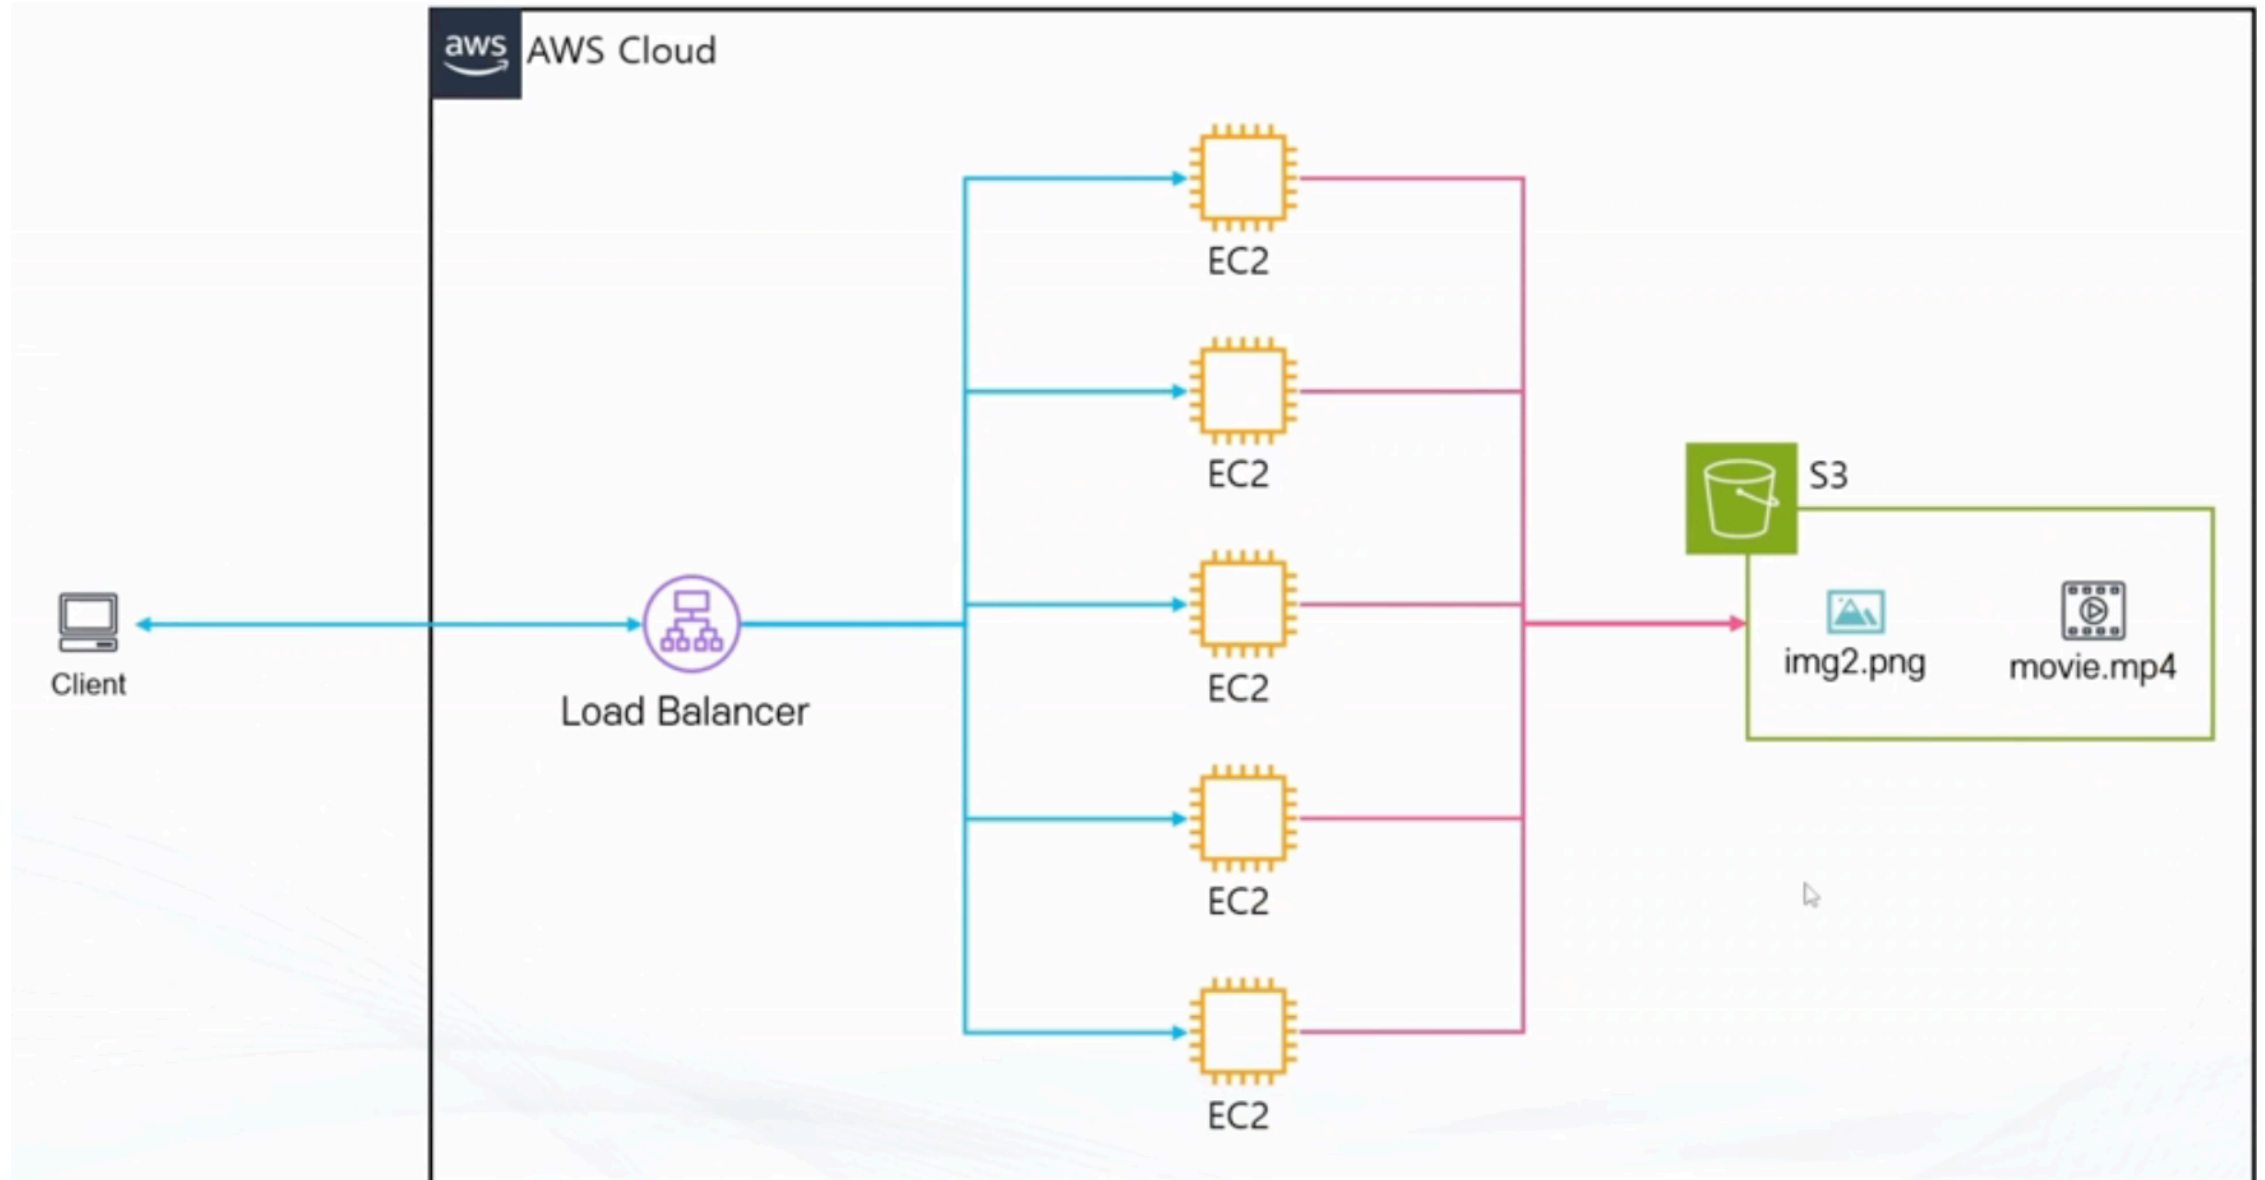 aws
AWS Cloud
EC2
EC2
S3
img2.png
movie.mp4
Client
Load Balancer
EC2
EC2
EC2